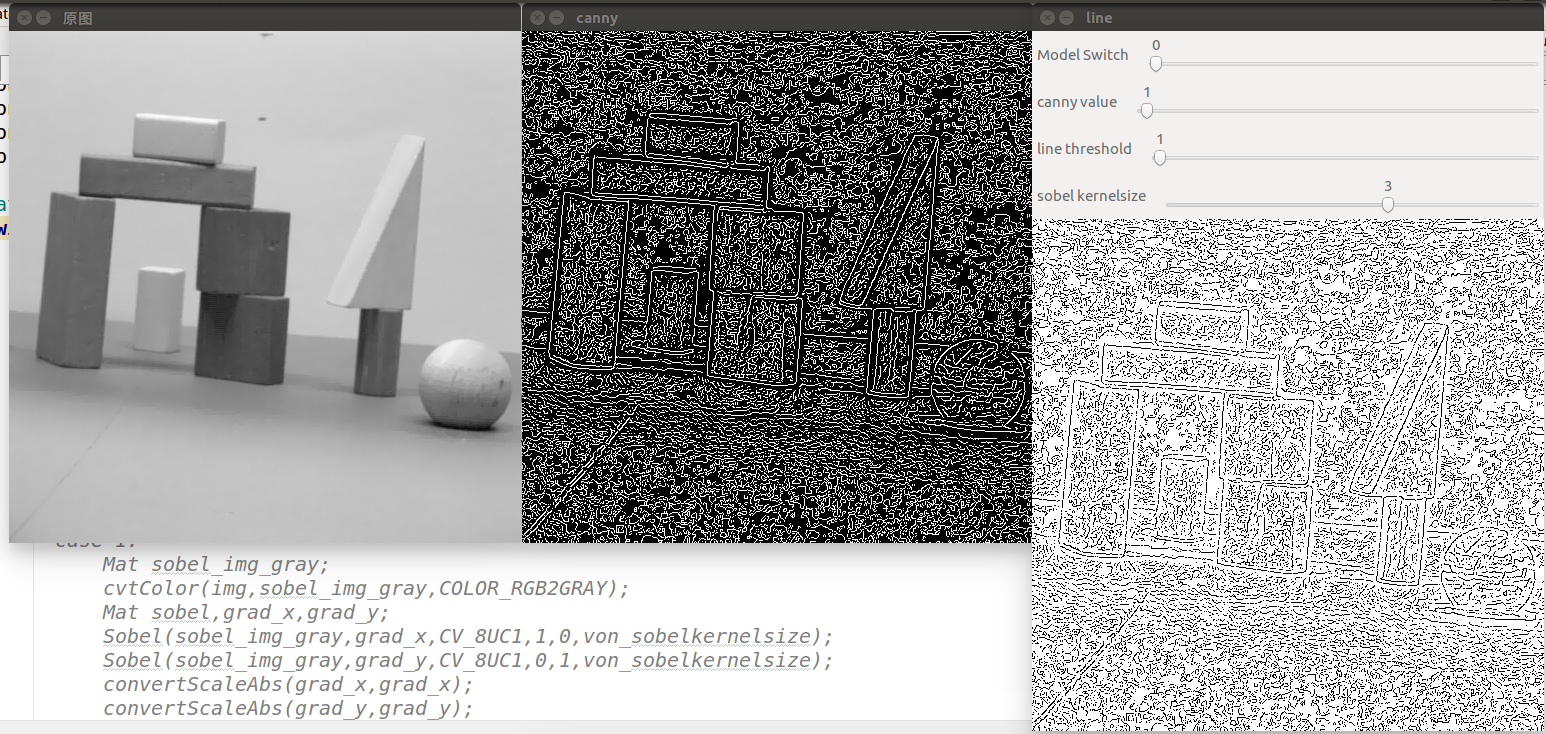 原图
canny
line
Model Switch
0
canny value
1
line threshold
1
sobel kernelsize
3
case 1:
Mat sobel_img_gray;
cvtColor(img,sobel_img_gray,COLOR_RGB2GRAY);
Mat sobel,grad_x,grad_y;
Sobel(sobel_img_gray,grad_x,CV_8UC1,1,0,von_sobelkernelsize);
Sobel(sobel_img_gray,grad_y,CV_8UC1,0,1,von_sobelkernelsize);
convertScaleAbs(grad_x,grad_x);
convertScaleAbs(grad_y,grad_y);